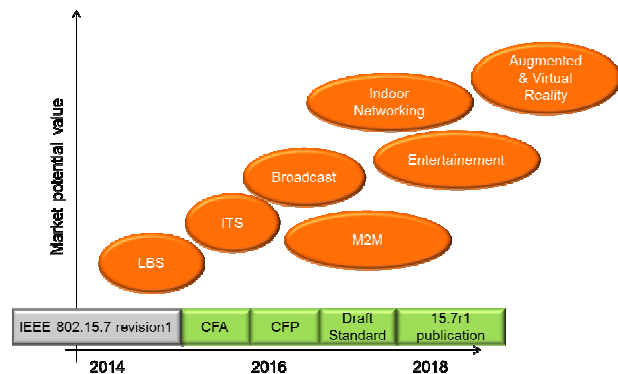 Market potential value
Augmented
& Virtual
Reality
Indoor
Networking
Entertainement
Broadcast
ITS
M2M
LBS
IEEE 802.15.7 revision1
CFA
CFP
Draft
Standard
15.7r1
publication
2014
2016
2018